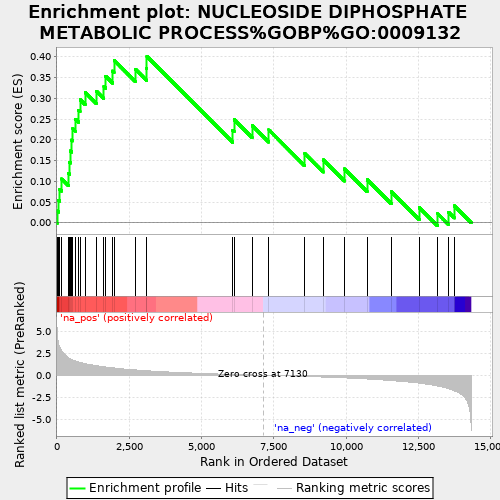 Enrichment plot: NUCLEOSIDE DIPHOSPHATE
METABOLIC PROCESS%GOBP%GO:0009132
Enrichment score (ES)
0.40
0.35
0.30
0.25
0.20
0.15
0.10
0.05
0.00
'na_pos' (positively correlated)
Ranked list metric (PreRanked)
5.0
2.5
0.0
-2.5
-5.0
Zero cross at 7130
'na_neg' (negatively correlated)
0
2,500
5,000
7,500
10,000
12,500
15,000
Rank in Ordered Dataset
Enrichment profile
Hits
Ranking metric scores